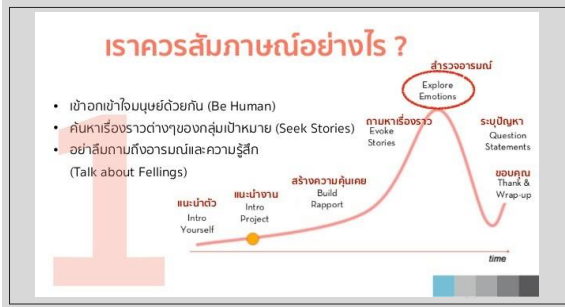 เราควรสัมภาษณ์อย่างไร ?
• เข้าอกเข้าใจมนุษย์ด้วยกัน (Be Human)
• ค้นหาเรื่องราวต่างๆของกลุ่มเป้าหมาย (Seek Stories)
• อย่าลืมถามถึงอารมณ์และความรู้สึก
(Talk about Fellings)
1
แนะนำตัว
Intro
Yourself
แนะนำงาน
Intro
Project
สร้างความคุ้นเคย
Build
Rapport
ถามหาเรื่องราว
Evoke
Stories
สำรวจอารมณ์
Explore
Emotions
ระบุปัญหา
Question
Statements
ขอบคุณ
Thank &
Wrap-up
time